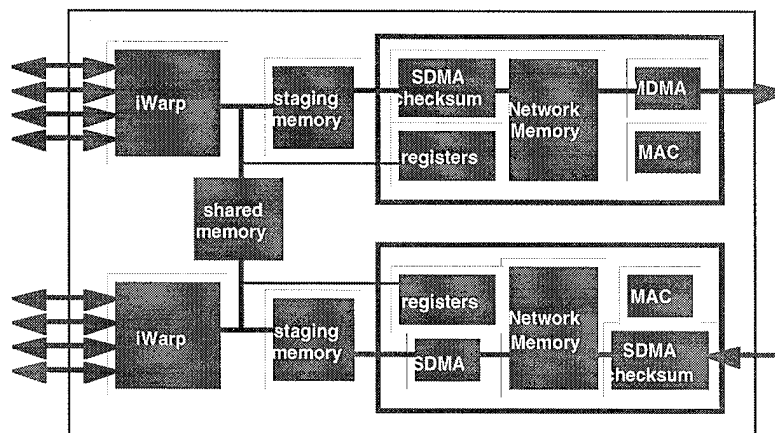 iWarp
staging
memory
SDMA
checksum
Network
Memory
MDMA
registers
MAC
shared
memory
iWarp
staging
memory
registers
SDMA
Network
Memory
MAC
SDMA
checksum